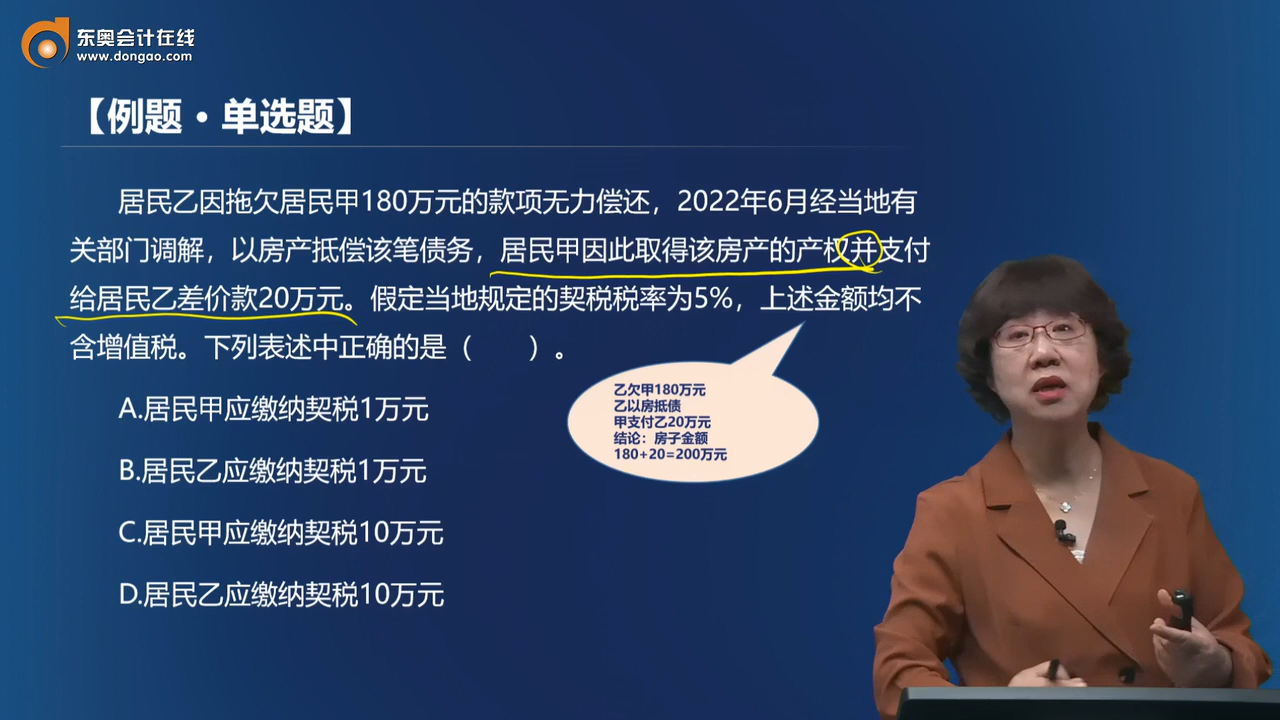 东奥会计在线
www.dongao.com
【例题·单选题】
居民乙因拖欠居民甲180万元的款项无力偿还，2022年6月经当地有
关部门调解，以房产抵偿该笔债务，居民甲因此取得该房产的产权并支付
给居民乙差价款20万元。假定当地规定的契税税率为5%，上述金额均不
含增值税。下列表述中正确的是（　　）。
A.居民甲应缴纳契税1万元
B.居民乙应缴纳契税1万元
C.居民甲应缴纳契税10万元
D.居民乙应缴纳契税10万元
乙欠甲180万元
乙以房抵债
甲支付乙20万元
结论：房子金额
180+20=200万元